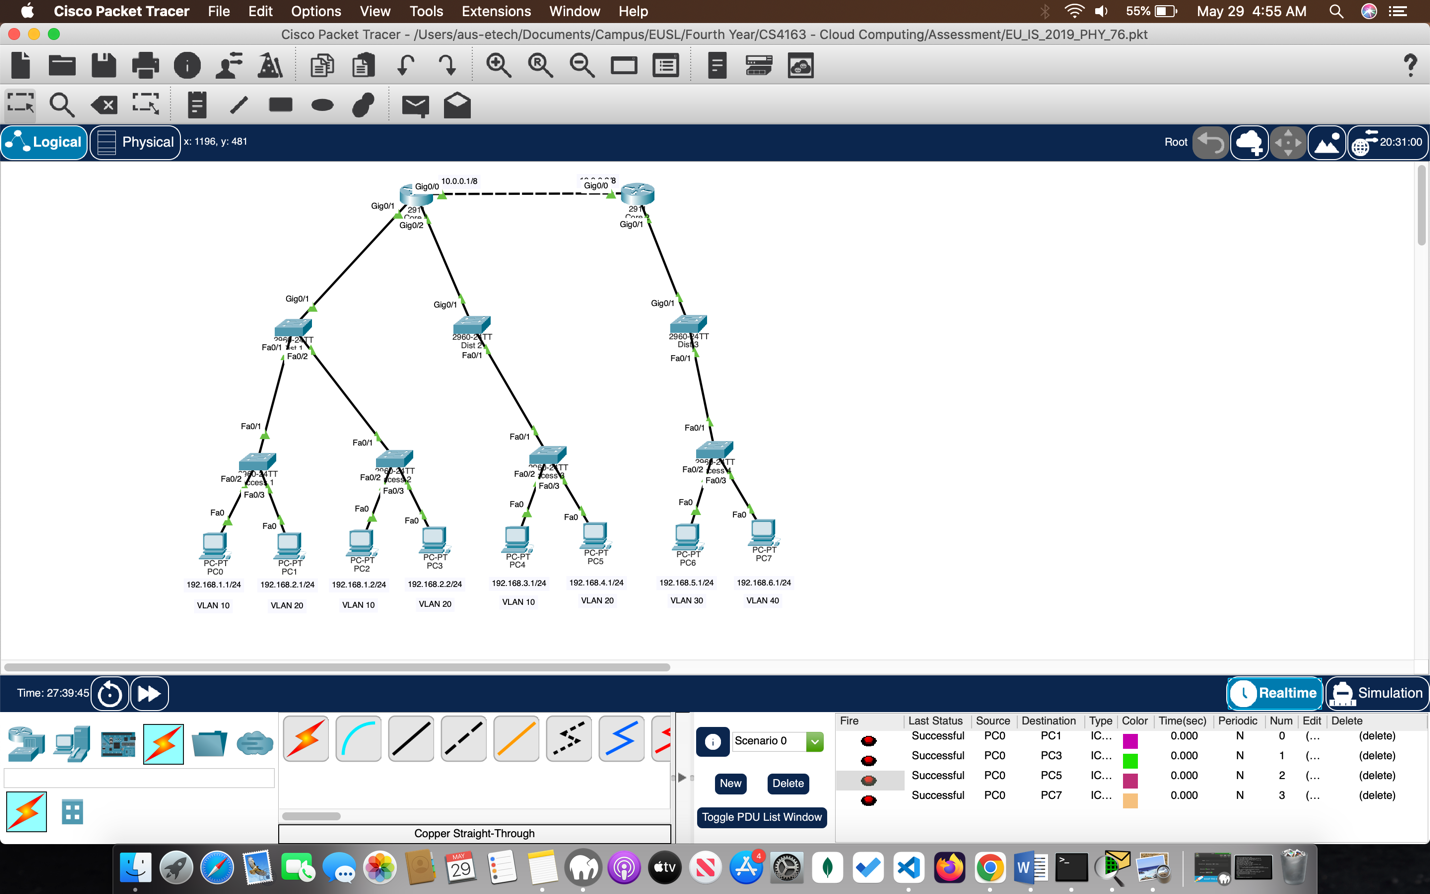 Cisco Packet Tracer File Edit Options View Tools Extensions Window Help 55% May 29 4:55 AM
Cisco Packet Tracer - /Users/aus-etech/Documents/Campus/EUSL/Fourth Year/CS4163 - Cloud Computing/Assessment/EU_IS_2019_PHY_76.pkt
Logical Physical x: 1196, y: 481 Root 20:31:00
10.0.0.1/8
Gig0/0 Gig0/0
Gig0/1
291 291
Gig0/2 Gig0/1
Gig0/1 Gig0/1 Gig0/1
2960-24TT 2960-24TT
Fa0/1 Dist 2 Dist3
Fa0/2 Fa0/1 Fa0/1
Fa0/1 Fa0/1 Fa0/1 Fa0/1
Fa0/2 Fa0/2 Fa0/2 Fa0/2
Fa0/3 Fa0/3 Fa0/3 Fa0/3
Fa0 Fa0 Fa0 Fa0
Fa0 Fa0 Fa0 Fa0
PC-PT PC-PT PC-PT PC-PT PC-PT PC-PT PC-PT PC-PT
PC0 PC1 PC2 PC3 PC4 PC5 PC6 PC7
192.168.1.1/24 192.168.2.1/24 192.168.1.2/24 192.168.2.2/24 192.168.3.1/24 192.168.4.1/24 192.168.5.1/24 192.168.6.1/24
VLAN 10 VLAN 20 VLAN 10 VLAN 20 VLAN 10 VLAN 20 VLAN 30 VLAN 40
Time: 27:39:45 Realtime Simulation
Scenario 0
New Delete
Toggle PDU List Window
Copper Straight-Through
Fire Last Status Source Destination Type Color Time(sec) Periodic Num Edit Delete
Successful PC0 PC1 IC... 0.000 N 0 (... (delete)
Successful PC0 PC3 IC... 0.000 N 1 (... (delete)
Successful PC0 PC5 IC... 0.000 N 2 (... (delete)
Successful PC0 PC7 IC... 0.000 N 3 (... (delete)
MAY 29 tv 4 W